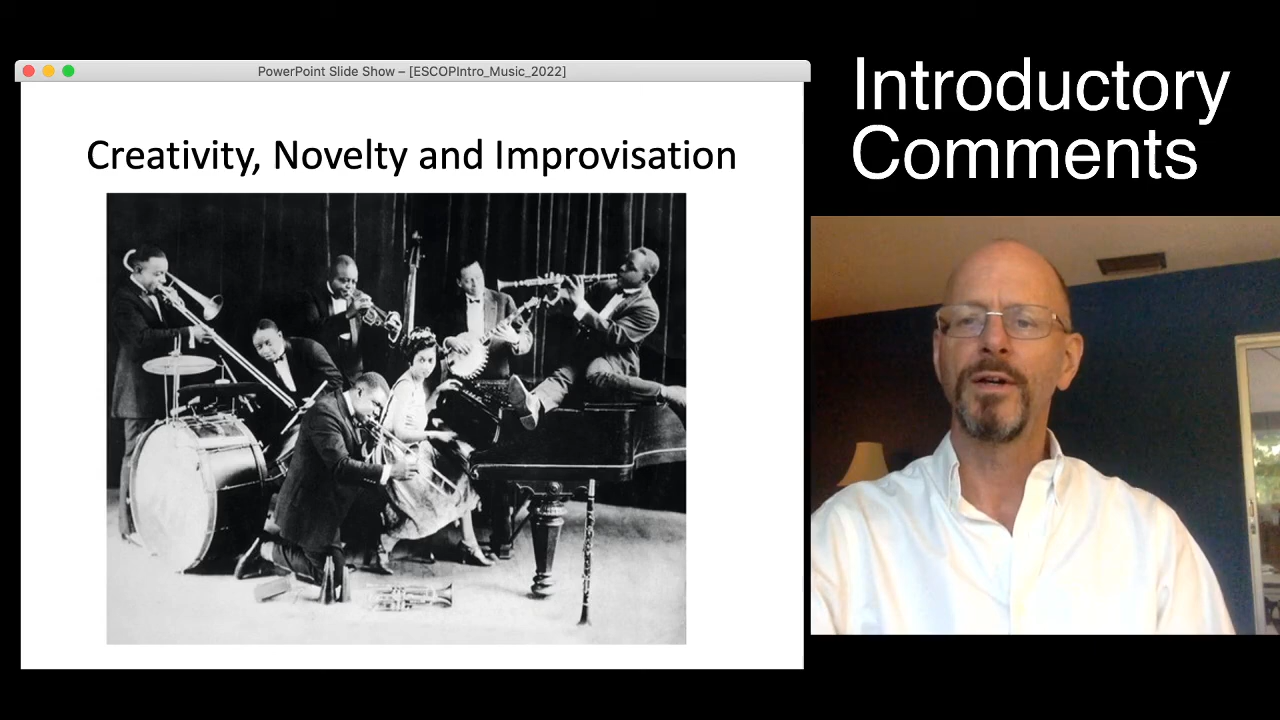 PowerPoint Slide Show – [ESCOPIntro_Music_2022]
Creativity, Novelty and Improvisation
Introductory
Comments